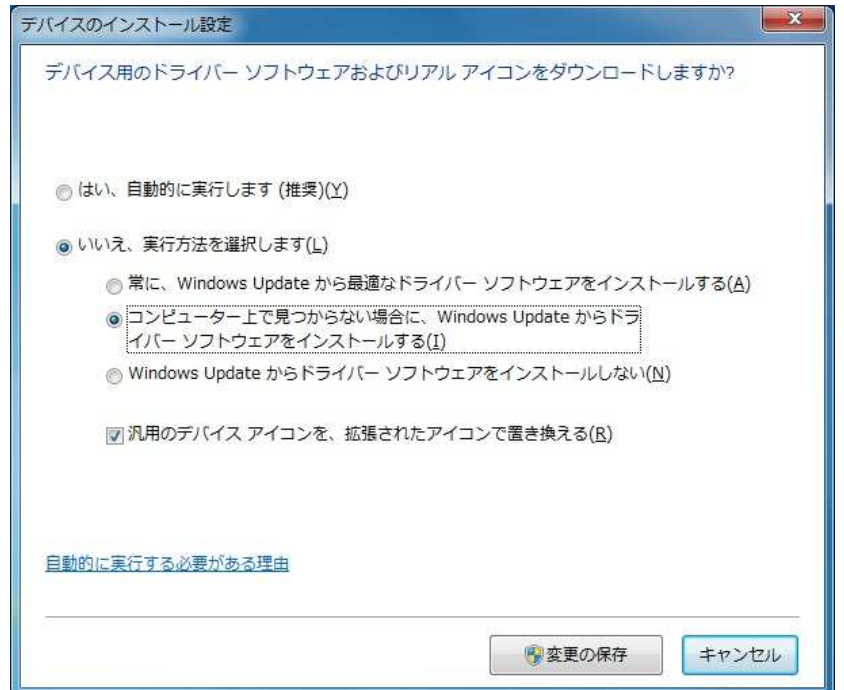 デバイスのインストール設定
デバイス用のドライバー ソフトウェアおよびリアル アイコンをダウンロードしますか?
はい、自動的に実行します (推奨)(Y)
いいえ、実行方法を選択します(L)
常に、Windows Update から最適なドライバー ソフトウェアをインストールする(A)
コンピューター上で見つからない場合に、Windows Update からドラ
イバー ソフトウェアをインストールする(I)
Windows Update からドライバー ソフトウェアをインストールしない(N)
汎用のデバイス アイコンを、拡張されたアイコンで置き換える(R)
自動的に実行する必要がある理由
変更の保存
キャンセル